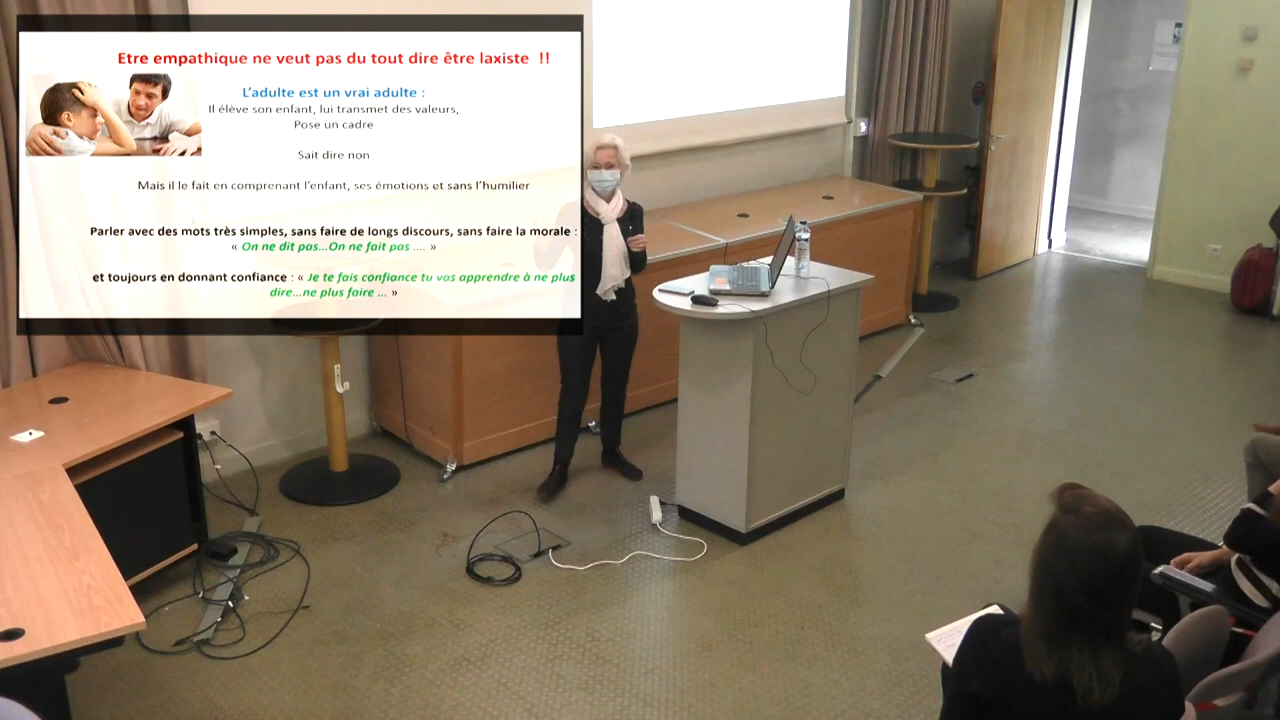 Etre empathique ne veut pas du tout dire être laxiste !!
L'adulte est un vrai adulte :
Il élève son enfant, lui transmet des valeurs,
Pose un cadre
Sait dire non
Mais il le fait en comprenant l'enfant, ses émotions et sans l'humilier
Parler avec des mots très simples, sans faire de longs discours, sans faire la morale :
« On ne dit pas...On ne fait pas .... »
et toujours en donnant confiance : « Je te fais confiance tu vas apprendre à ne plus
dire...ne plus faire ... »